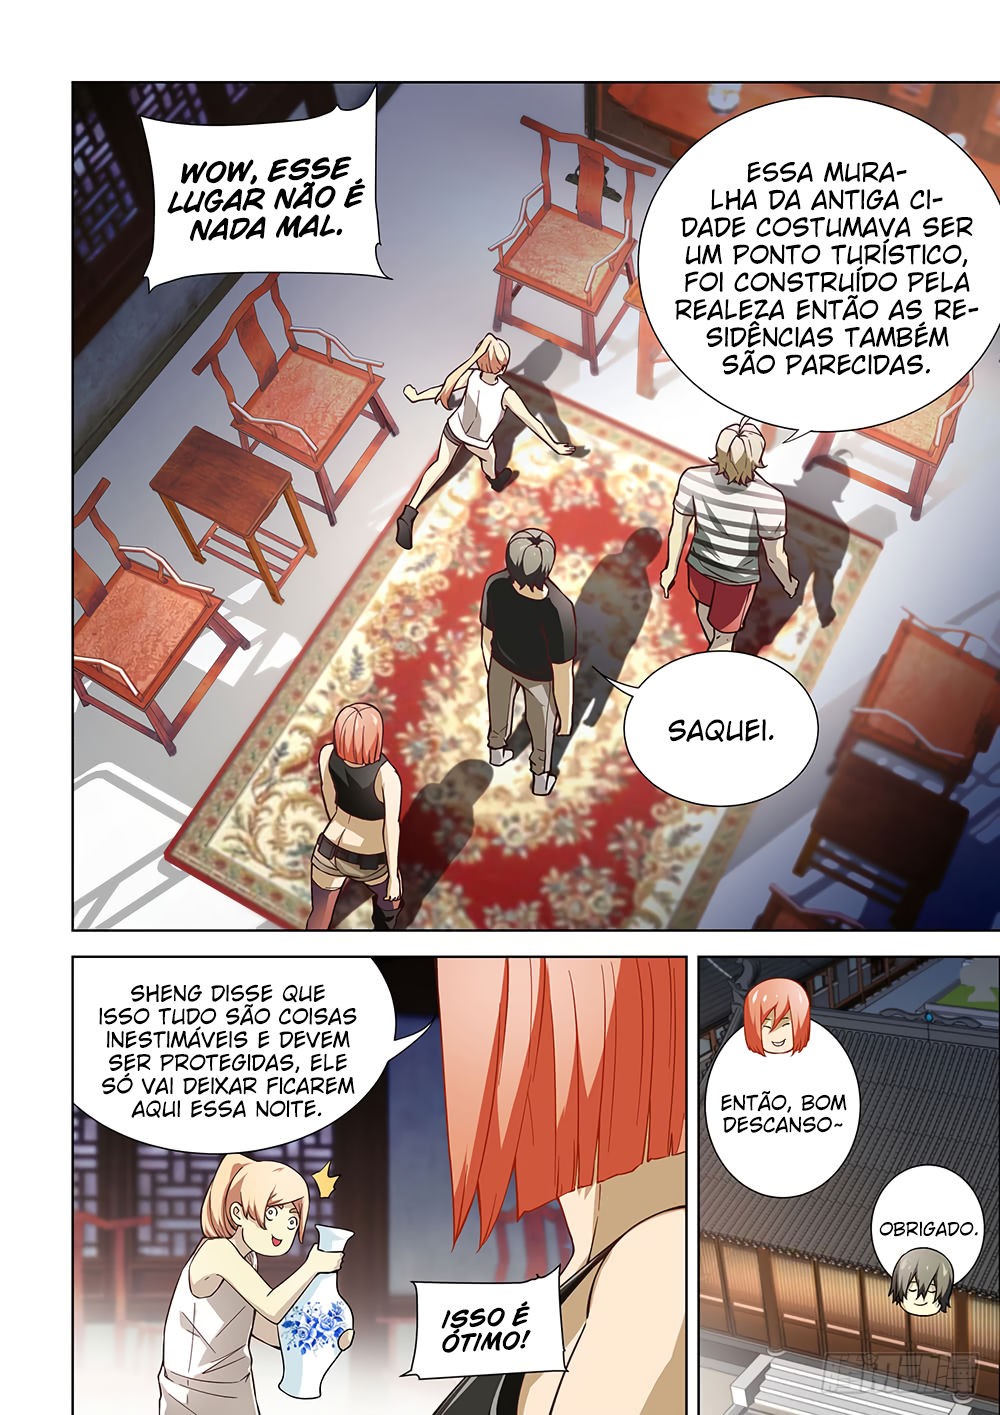 WOW, ESSE
LUGAR NÃO É
NADA MAL.
ESSA MURA-
LHA DA ANTIGA CI-
DADE COSTUMAVA SER
UM PONTO TURÍSTICO,
FOI CONSTRUÍDO PELA
REALEZA ENTÃO AS RE-
SIDÊNCIAS TAMBÉM
SÃO PARECIDAS.
SAQUEI.
SHENG DISSE QUE
ISSO TUDO SÃO COISAS
INESTIMÁVEIS E DEVEM
SER PROTEGIDAS, ELE
SÓ VAI DEIXAR FICAREM
AQUI ESSA NOITE.
ISSO É
ÓTIMO!
ENTÃO, BOM
DESCANSO~
OBRIGADO.